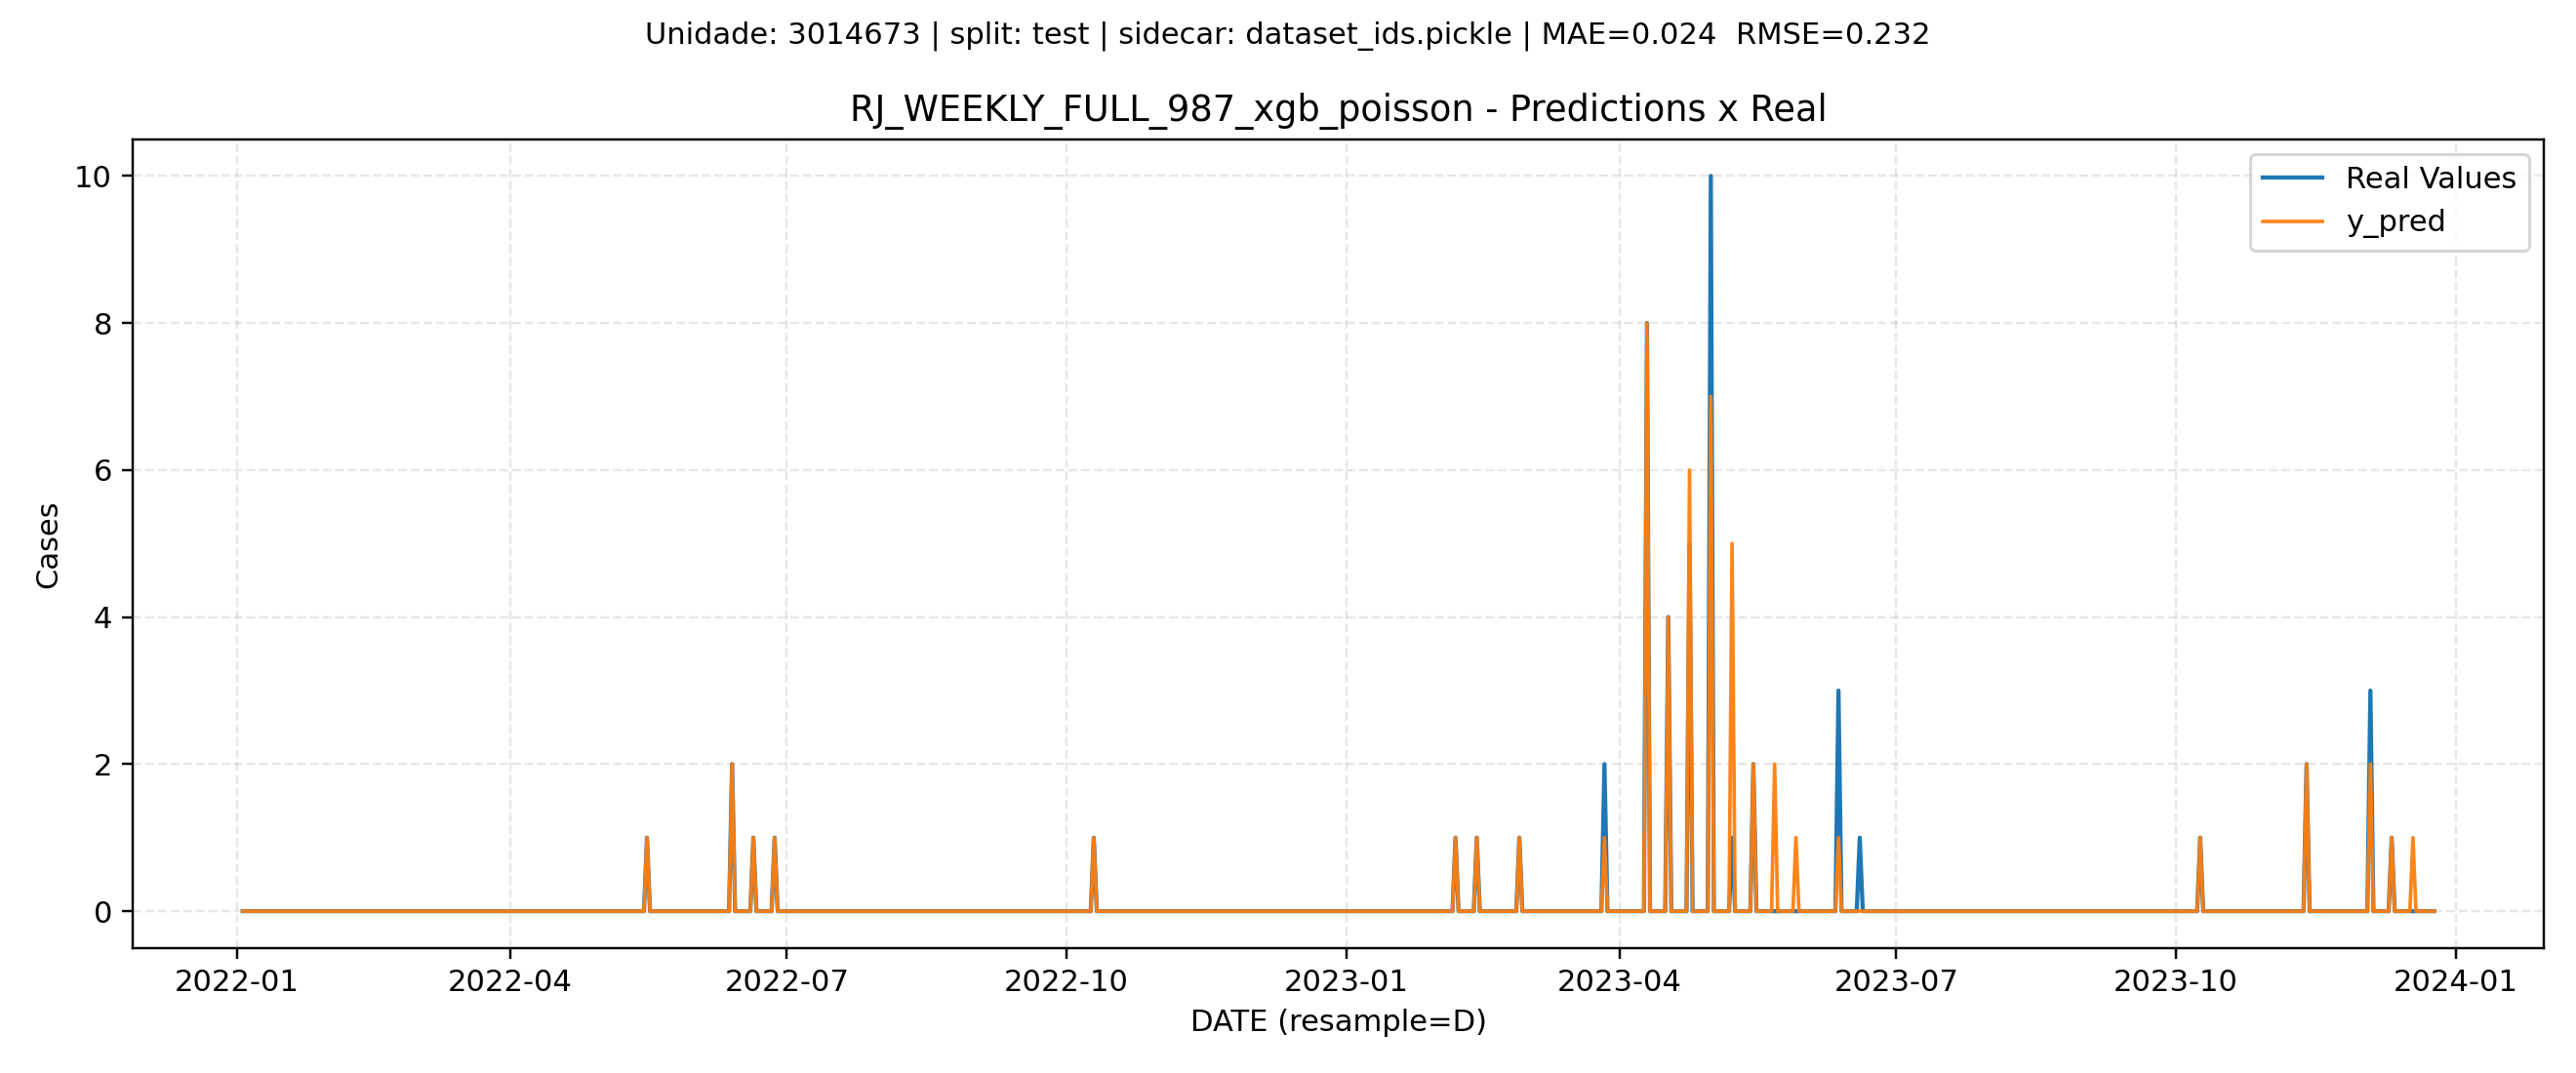 Unidade: 3014673 | split: test | sidecar: dataset_ids.pickle | MAE=0.024  RMSE=0.232
RJ_WEEKLY_FULL_987_xgb_poisson - Predictions x Real
Real Values
y_pred
10
8
6
4
2
0
Cases
2022-01
2022-04
2022-07
2022-10
2023-01
2023-04
2023-07
2023-10
2024-01
DATE (resample=D)